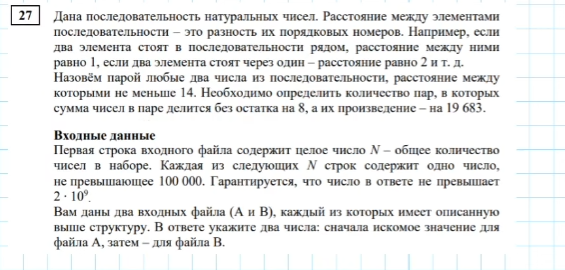 27
Дана последовательность натуральных чисел. Расстояние между элементами
последовательности – это разность их порядковых номеров. Например, если
два элемента стоят в последовательности рядом, расстояние между ними
равно 1, если два элемента стоят через один – расстояние равно 2 и т. д.
Назовём парой любые два числа из последовательности, расстояние между
которыми не меньше 14. Необходимо определить количество пар, в которых
сумма чисел в паре делится без остатка на 8, а их произведение – на 19 683.
Входные данные
Первая строка входного файла содержит целое число N – общее количество
чисел в наборе. Каждая из следующих N строк содержит одно число,
не превышающее 100 000. Гарантируется, что число в ответе не превышает
2 · 10⁹.
Вам даны два входных файла (А и В), каждый из которых имеет описанную
выше структуру. В ответе укажите два числа: сначала искомое значение для
файла А, затем – для файла В.